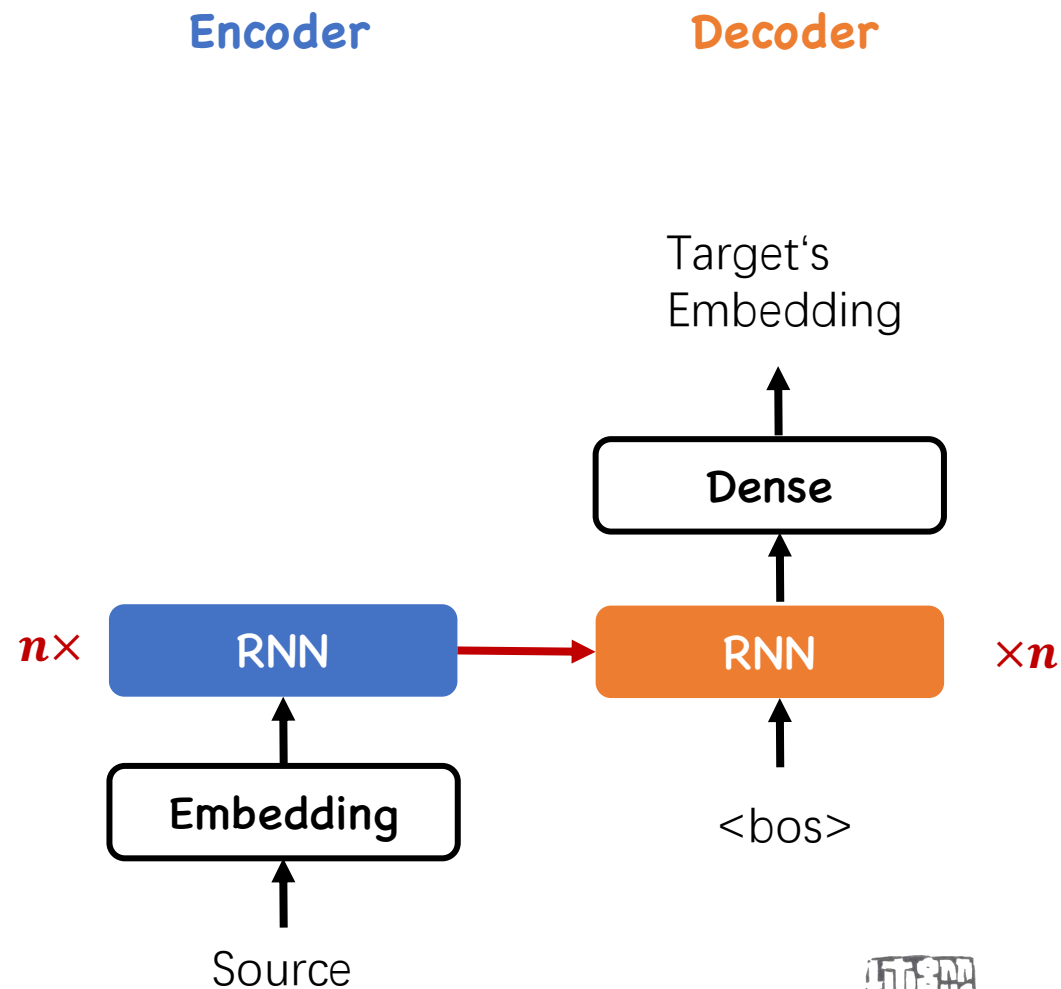 Encoder
Decoder
Target‘s
Embedding
Dense
n×
RNN
RNN
×n
Embedding
<bos>
Source